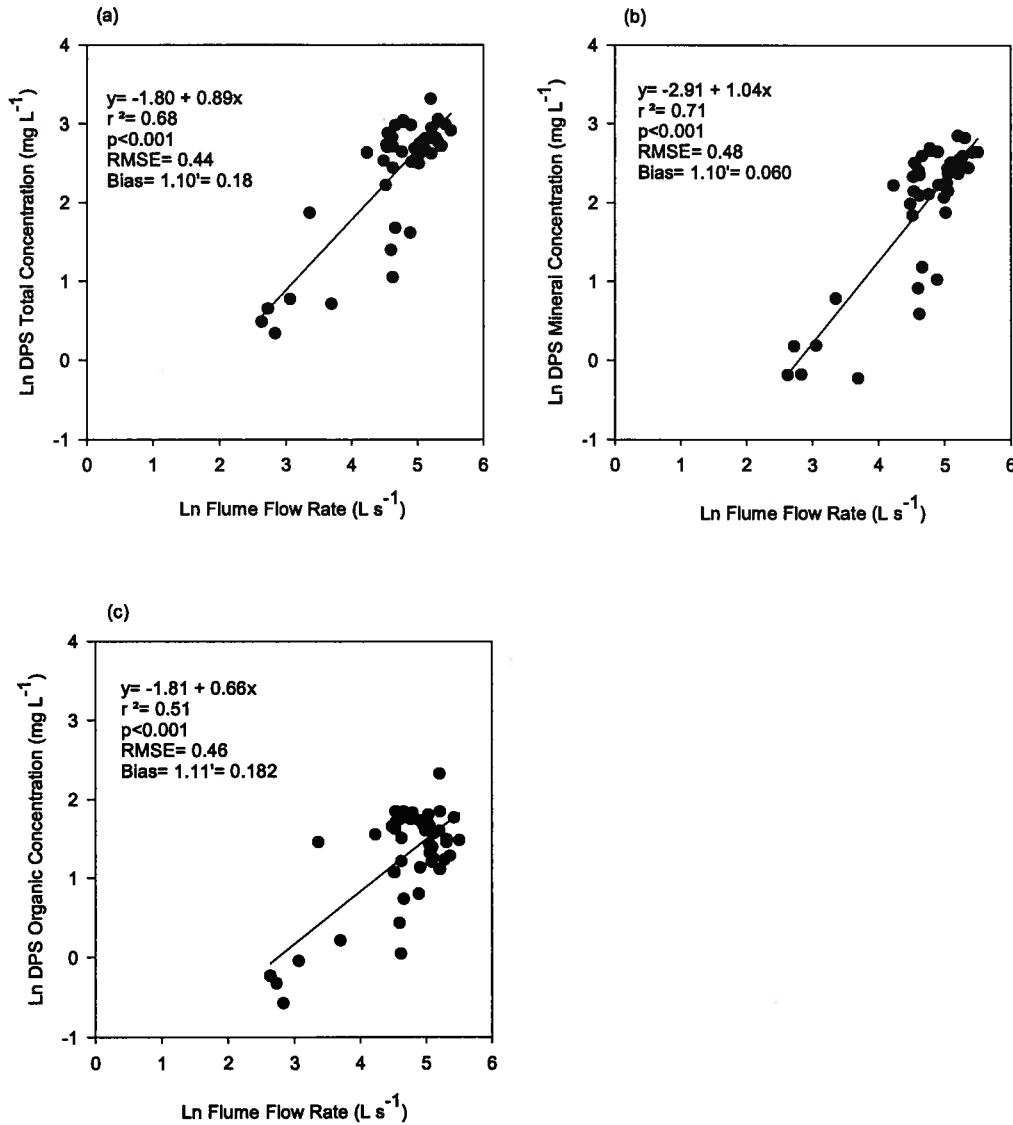 (a)
4
3
2
1
0
-1
Ln DPS Total Concentration (mg L⁻¹)
y= -1.80 + 0.89x
r ²= 0.68
p<0.001
RMSE= 0.44
Bias= 1.10'= 0.18
0 1 2 3 4 5 6
Ln Flume Flow Rate (L s⁻¹)
(b)
4
3
2
1
0
-1
Ln DPS Mineral Concentration (mg L⁻¹)
y= -2.91 + 1.04x
r ²= 0.71
p<0.001
RMSE= 0.48
Bias= 1.10'= 0.060
0 1 2 3 4 5 6
Ln Flume Flow Rate (L s⁻¹)
(c)
4
3
2
1
0
-1
Ln DPS Organic Concentration (mg L⁻¹)
y= -1.81 + 0.66x
r ²= 0.51
p<0.001
RMSE= 0.46
Bias= 1.11'= 0.182
0 1 2 3 4 5 6
Ln Flume Flow Rate (L s⁻¹)